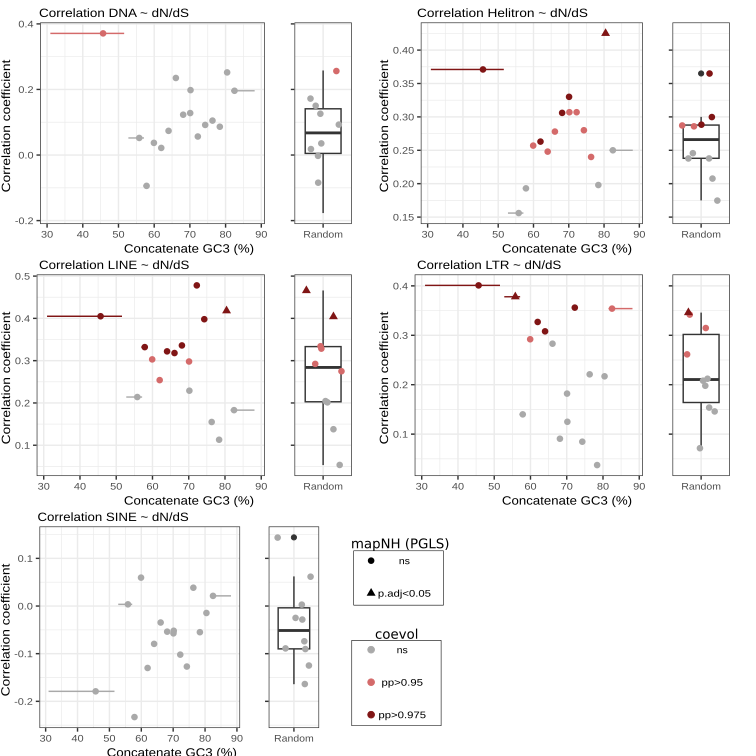 Correlation DNA ~ dN/dS
Correlation coefficient
0.4
0.2
0.0
-0.2
30 40 50 60 70 80 90
Concatenate GC3 (%)
Random
Correlation Helitron ~ dN/dS
Correlation coefficient
0.40
0.35
0.30
0.25
0.20
0.15
30 40 50 60 70 80 90
Concatenate GC3 (%)
Random
Correlation LINE ~ dN/dS
Correlation coefficient
0.5
0.4
0.3
0.2
0.1
30 40 50 60 70 80 90
Concatenate GC3 (%)
Random
Correlation LTR ~ dN/dS
Correlation coefficient
0.4
0.3
0.2
0.1
30 40 50 60 70 80 90
Concatenate GC3 (%)
Random
Correlation SINE ~ dN/dS
Correlation coefficient
0.1
0.0
-0.1
-0.2
30 40 50 60 70 80 90
Concatenate GC3 (%)
Random
mapNH (PGLS)
ns
p.adj<0.05
coevol
ns
pp>0.95
pp>0.975